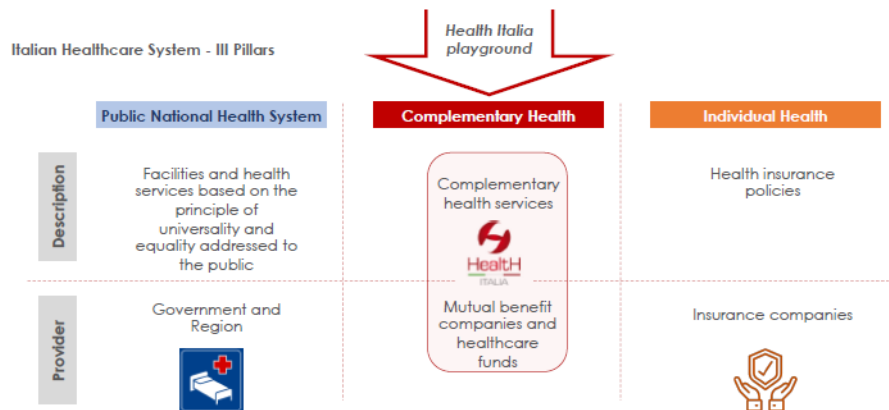 Health Italia
playground
Italian Healthcare System - III Pillars
Public National Health System
Complementary Health
Individual Health
Description
Facilities and health
services based on the
principle of
universality and
equality addressed to
the public
Complementary
health services
HealtH
ITALIA
Health insurance
policies
Provider
Government and
Region
Mutual benefit
companies and
healthcare
funds
Insurance companies